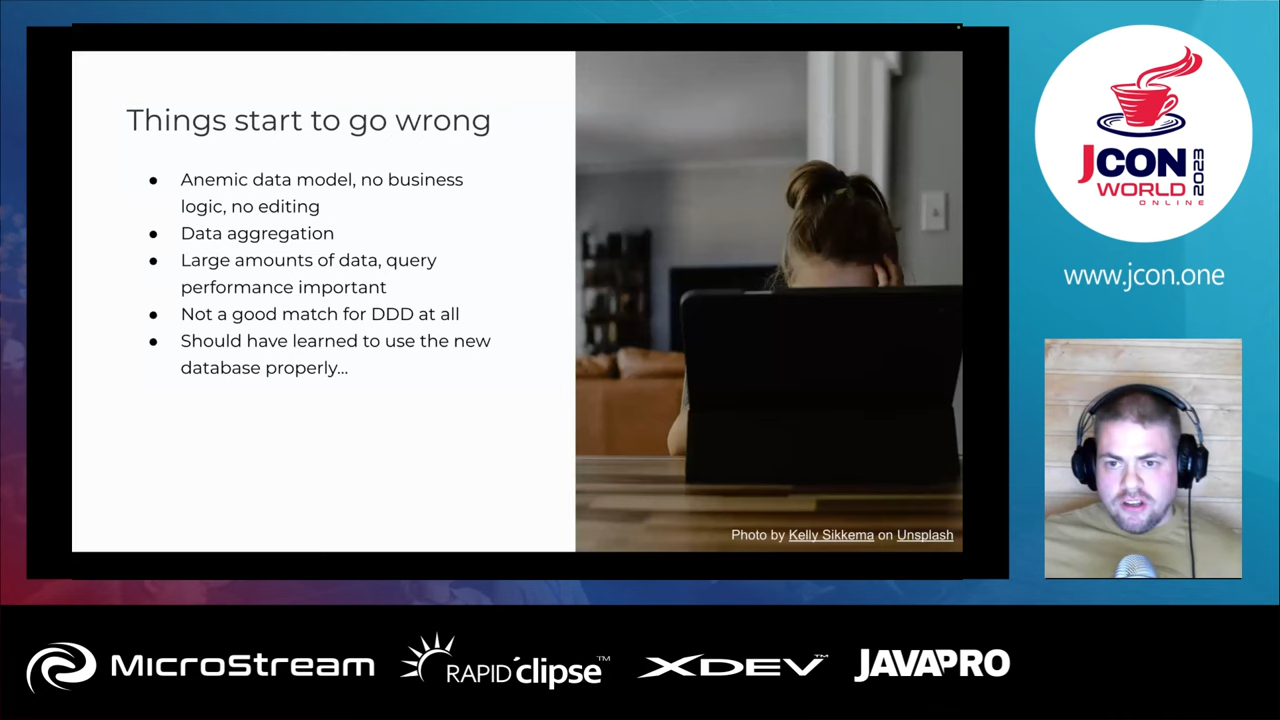 Things start to go wrong
● Anemic data model, no business
logic, no editing
● Data aggregation
● Large amounts of data, query
performance important
● Not a good match for DDD at all
● Should have learned to use the new
database properly...
Photo by Kelly Sikkema on Unsplash
JCON
WORLD
ONLINE
2023
www.jcon.one
MICROSTREAM
RAPIDclipse™
XDEV™
JAVAPRO